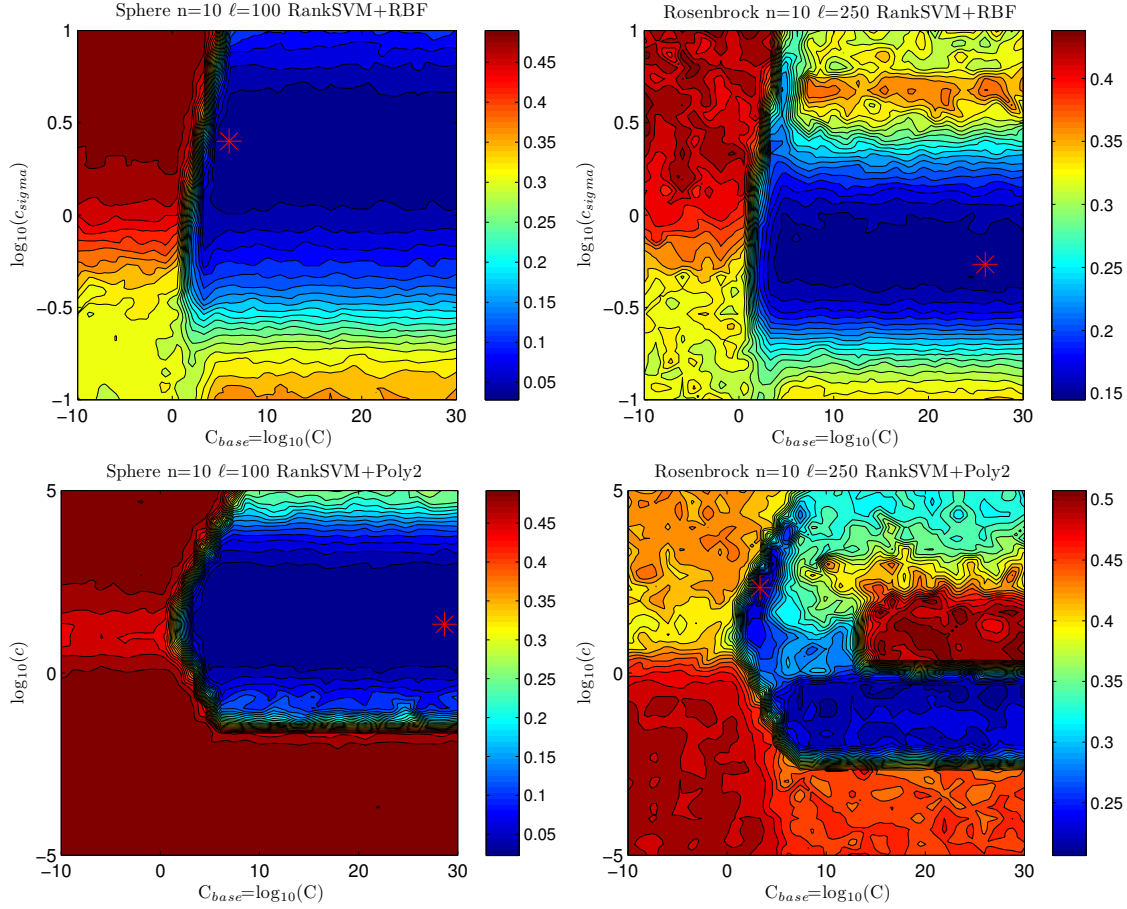 Sphere n=10 ℓ=100 RankSVM+RBF
1
0.5
0
−0.5
−1
−10 0 10 20 30
log₁₀(c_sigma)
C_base=log₁₀(C)
0.45
0.4
0.35
0.3
0.25
0.2
0.15
0.1
0.05
Rosenbrock n=10 ℓ=250 RankSVM+RBF
1
0.5
0
−0.5
−1
−10 0 10 20 30
log₁₀(c_sigma)
C_base=log₁₀(C)
0.4
0.35
0.3
0.25
0.2
0.15
Sphere n=10 ℓ=100 RankSVM+Poly2
5
0
−5
−10 0 10 20 30
log₁₀(c)
C_base=log₁₀(C)
0.45
0.4
0.35
0.3
0.25
0.2
0.15
0.1
0.05
Rosenbrock n=10 ℓ=250 RankSVM+Poly2
5
0
−5
−10 0 10 20 30
log₁₀(c)
C_base=log₁₀(C)
0.5
0.45
0.4
0.35
0.3
0.25